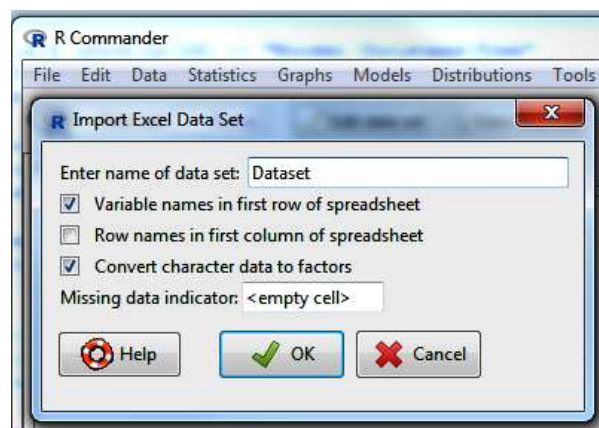 R Commander
File Edit Data Statistics Graphs Models Distributions Tools
Import Excel Data Set
Enter name of data set: Dataset
Variable names in first row of spreadsheet
Row names in first column of spreadsheet
Convert character data to factors
Missing data indicator: <empty cell>
Help OK Cancel